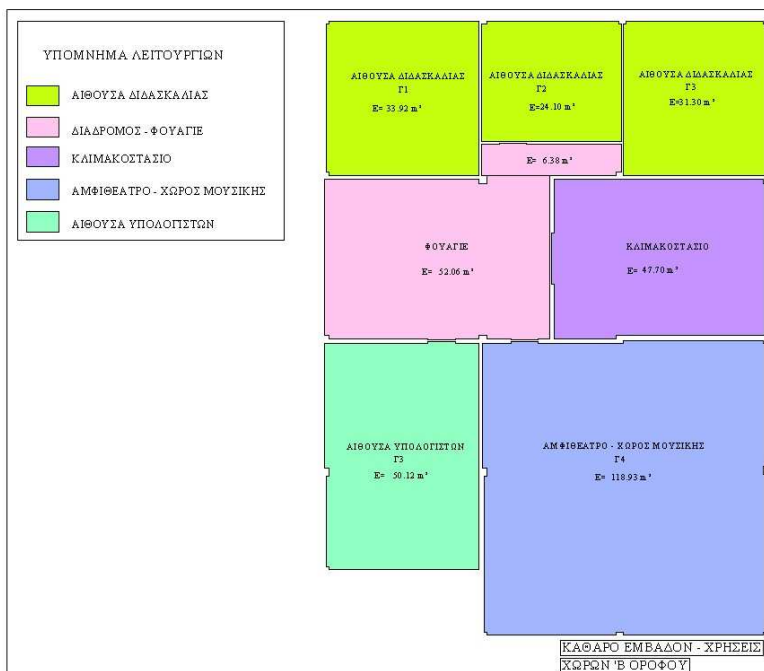 ΥΠΟΜΝΗΜΑ ΛΕΙΤΟΥΡΓΙΩΝ
ΑΙΘΟΥΣΑ ΔΙΔΑΣΚΑΛΙΑΣ
ΔΙΑΔΡΟΜΟΣ - ΦΟΥΑΓΙΕ
ΚΛΙΜΑΚΟΣΤΑΣΙΟ
ΑΜΦΙΘΕΑΤΡΟ - ΧΩΡΟΣ ΜΟΥΣΙΚΗΣ
ΑΙΘΟΥΣΑ ΥΠΟΛΟΓΙΣΤΩΝ
ΑΙΘΟΥΣΑ ΔΙΔΑΣΚΑΛΙΑΣ
Γ1
Ε= 33.92 m²
ΑΙΘΟΥΣΑ ΔΙΔΑΣΚΑΛΙΑΣ
Γ2
Ε=24.10 m²
ΑΙΘΟΥΣΑ ΔΙΔΑΣΚΑΛΙΑΣ
Γ3
Ε=31.30 m²
Ε= 6.38 m²
ΦΟΥΑΓΙΕ
Ε= 52.06 m²
ΚΛΙΜΑΚΟΣΤΑΣΙΟ
Ε= 47.70 m²
ΑΙΘΟΥΣΑ ΥΠΟΛΟΓΙΣΤΩΝ
Γ3
Ε= 50.12 m²
ΑΜΦΙΘΕΑΤΡΟ - ΧΩΡΟΣ ΜΟΥΣΙΚΗΣ
Γ4
Ε= 118.93 m²
ΚΑΘΑΡΟ ΕΜΒΑΔΟΝ - ΧΡΗΣΕΙΣ
ΧΩΡΩΝ 'Β ΟΡΟΦΟΥ